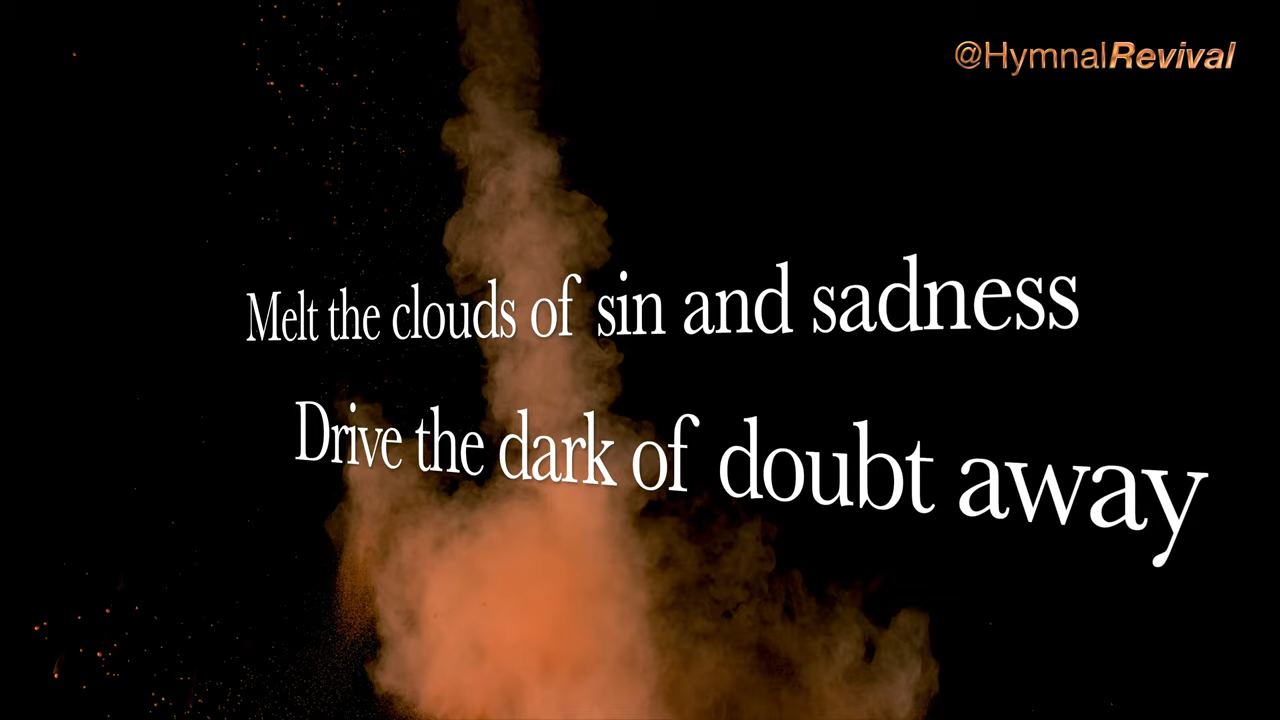 @HymnalRevival
Melt the clouds of sin and sadness
Drive the dark of doubt away